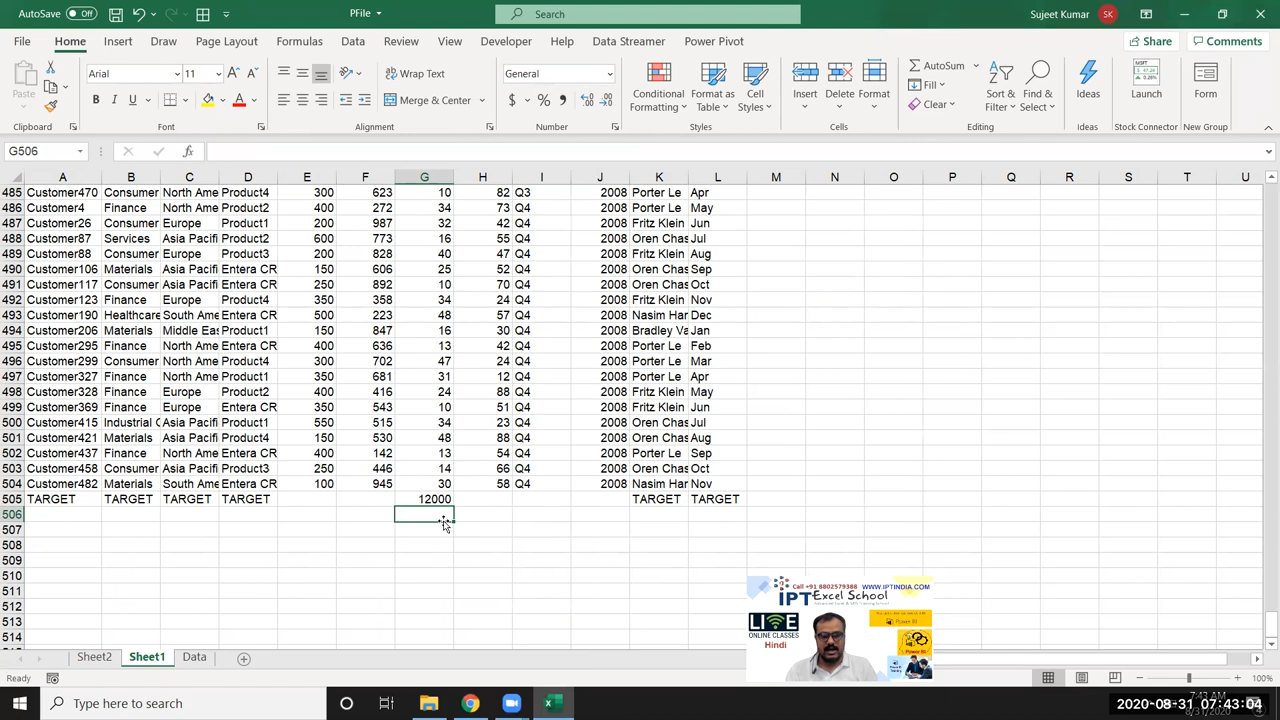 AutoSave Off PFile Search Sujeet Kumar SK
File Home Insert Draw Page Layout Formulas Data Review View Developer Help Data Streamer Power Pivot Share Comments
Paste Arial 11 Wrap Text General Conditional Formatting Format as Table Cell Styles Insert Delete Format AutoSum Fill Clear Sort & Filter Find & Select Ideas Launch Form
B I U Merge & Center $ %
Clipboard Font Alignment Number Styles Cells Editing Ideas Stock Connector New Group
G506 fx
A B C D E F G H I J K L M N O P Q R S T U
485 Customer470 Consumer North Ame Product4 300 623 10 82 Q3 2008 Porter Le Apr
486 Customer4 Finance North Ame Product2 400 272 34 73 Q4 2008 Porter Le May
487 Customer26 Consumer Europe Product1 200 987 32 42 Q4 2008 Fritz Klein Jun
488 Customer87 Services Asia Pacifi Product2 600 773 16 55 Q4 2008 Oren Chas Jul
489 Customer88 Consumer Europe Product3 200 828 40 47 Q4 2008 Fritz Klein Aug
490 Customer106 Materials Asia Pacifi Entera CR 150 606 25 52 Q4 2008 Oren Chas Sep
491 Customer117 Consumer Asia Pacifi Entera CR 250 892 10 70 Q4 2008 Oren Chas Oct
492 Customer123 Finance Europe Product4 350 358 34 24 Q4 2008 Fritz Klein Nov
493 Customer190 Healthcare South Ame Entera CR 500 223 48 57 Q4 2008 Nasim Har Dec
494 Customer206 Materials Middle Eas Product1 150 847 16 30 Q4 2008 Bradley Va Jan
495 Customer295 Finance North Ame Entera CR 400 636 13 42 Q4 2008 Porter Le Feb
496 Customer299 Consumer North Ame Product4 300 702 47 24 Q4 2008 Porter Le Mar
497 Customer327 Finance North Ame Product1 350 681 31 12 Q4 2008 Porter Le Apr
498 Customer328 Finance Europe Product2 400 416 24 88 Q4 2008 Fritz Klein May
499 Customer369 Finance Europe Entera CR 350 543 10 51 Q4 2008 Fritz Klein Jun
500 Customer415 Industrial C Asia Pacifi Product1 550 515 34 23 Q4 2008 Oren Chas Jul
501 Customer421 Materials Asia Pacifi Product4 150 530 48 88 Q4 2008 Oren Chas Aug
502 Customer437 Finance North Ame Entera CR 400 142 13 54 Q4 2008 Porter Le Sep
503 Customer458 Consumer Asia Pacifi Product3 250 446 14 66 Q4 2008 Oren Chas Oct
504 Customer482 Materials South Ame Entera CR 100 945 30 58 Q4 2008 Nasim Har Nov
505 TARGET TARGET TARGET TARGET 12000 TARGET TARGET
506
507
508
509
510
511
512
513
514
Call +91 8802579388 WWW.IPTINDIA.COM
IPT Excel School
LIVE
ONLINE CLASSES
Hindi
Power BI
Power BI
Sheet2 Sheet1 Data
Ready 100%
Type here to search
7:43 AM
8/31/2020
2020-08-31 07:43:04